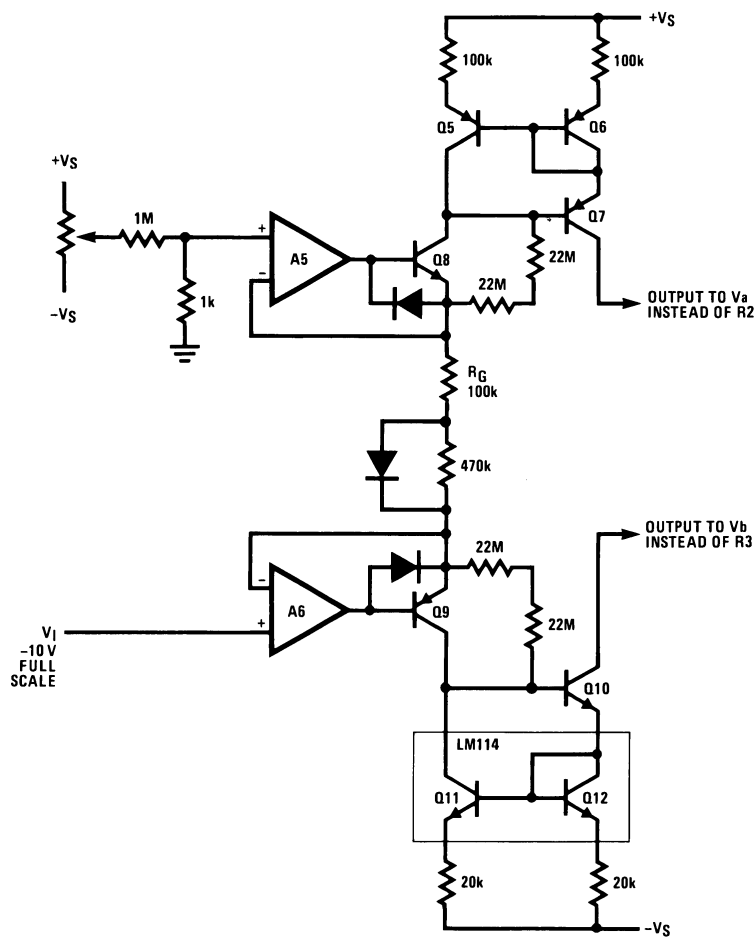 +VS
100k
100k
Q5
Q6
+VS
1M
+
A5
−
Q8
Q7
22M
22M
−VS
1k
OUTPUT TO Va
INSTEAD OF R2
RG
100k
470k
OUTPUT TO Vb
INSTEAD OF R3
22M
−
A6
+
Q9
22M
VI
−10 V
FULL
SCALE
Q10
LM114
Q11
Q12
20k
20k
−VS